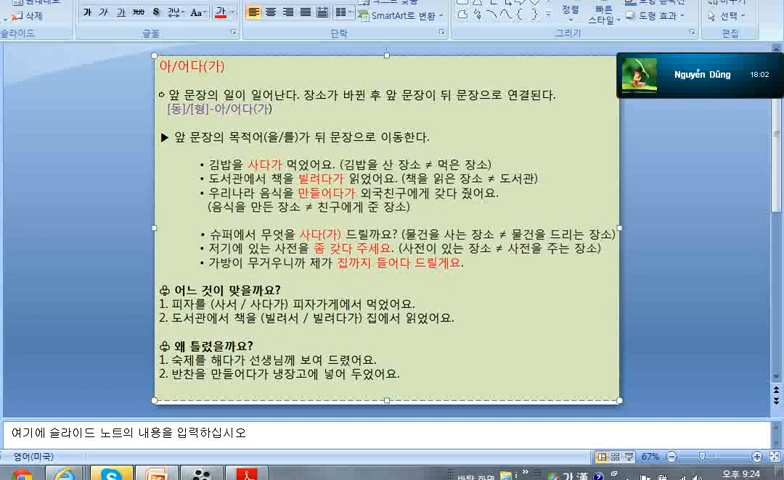 삭제
SmartArt로 변환
정렬
빠른
스타일
도형 효과
선택
슬라이드
글꼴
단락
그리기
편집
Nguyễn Dũng
18:02
아/어다(가)
앞 문장의 일이 일어난다. 장소가 바뀐 후 앞 문장이 뒤 문장으로 연결된다.
[동]/[형]-아/어다(가)
▶ 앞 문장의 목적어(을/를)가 뒤 문장으로 이동한다.
• 김밥을 사다가 먹었어요. (김밥을 산 장소 ≠ 먹은 장소)
• 도서관에서 책을 빌려다가 읽었어요. (책을 읽은 장소 ≠ 도서관)
• 우리나라 음식을 만들어다가 외국친구에게 갖다 줬어요.
(음식을 만든 장소 ≠ 친구에게 준 장소)
• 슈퍼에서 무엇을 사다(가) 드릴까요? (물건을 사는 장소 ≠ 물건을 드리는 장소)
• 저기에 있는 사전을 좀 갖다 주세요. (사전이 있는 장소 ≠ 사전을 주는 장소)
• 가방이 무거우니까 제가 집까지 들어다 드릴게요.
♧ 어느 것이 맞을까요?
1. 피자를 (사서 / 사다가) 피자가게에서 먹었어요.
2. 도서관에서 책을 (빌려서 / 빌려다가) 집에서 읽었어요.
♧ 왜 틀렸을까요?
1. 숙제를 해다가 선생님께 보여 드렸어요.
2. 반찬을 만들어다가 냉장고에 넣어 두었어요.
여기에 슬라이드 노트의 내용을 입력하십시오
영어(미국)
67%
바탕 화면
가 漢
오후 9:24